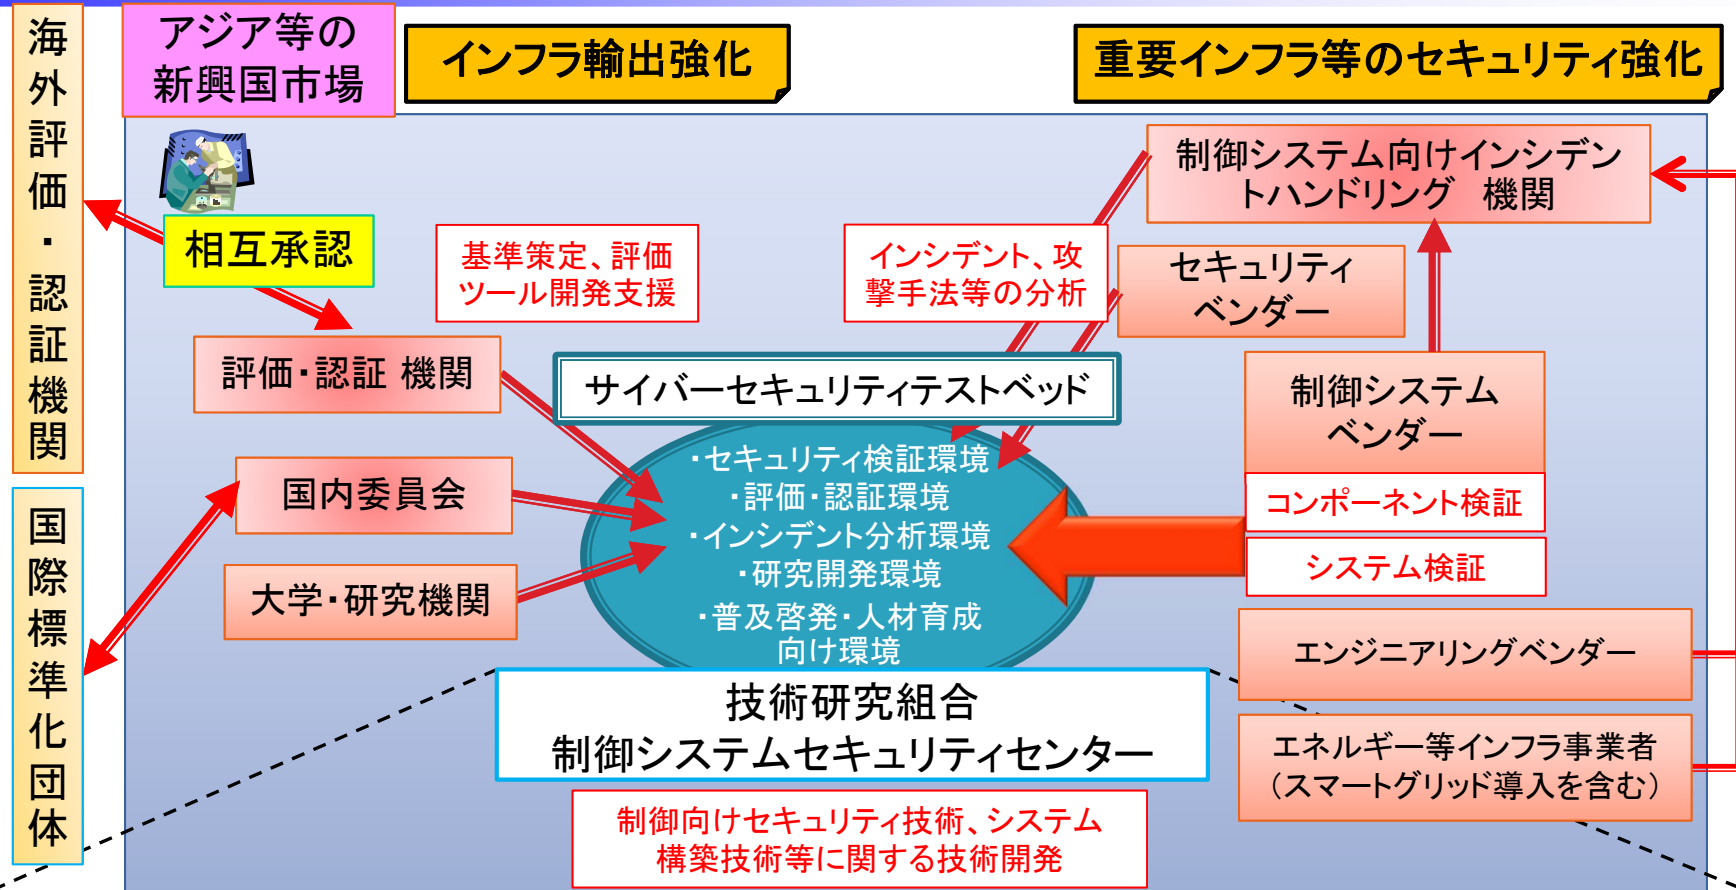 海外評価・認証機関
国際標準化団体
アジア等の
新興国市場
インフラ輸出強化
重要インフラ等のセキュリティ強化
相互承認
基準策定、評価
ツール開発支援
インシデント、攻
撃手法等の分析
制御システム向けインシデン
トハンドリング　機関
セキュリティ
ベンダー
評価・認証 機関
サイバーセキュリティテストベッド
制御システム
ベンダー
国内委員会
・セキュリティ検証環境
・評価・認証環境
・インシデント分析環境
・研究開発環境
・普及啓発・人材育成
向け環境
コンポーネント検証
システム検証
大学・研究機関
エンジニアリングベンダー
技術研究組合
制御システムセキュリティセンター
エネルギー等インフラ事業者
（スマートグリッド導入を含む）
制御向けセキュリティ技術、システム
構築技術等に関する技術開発